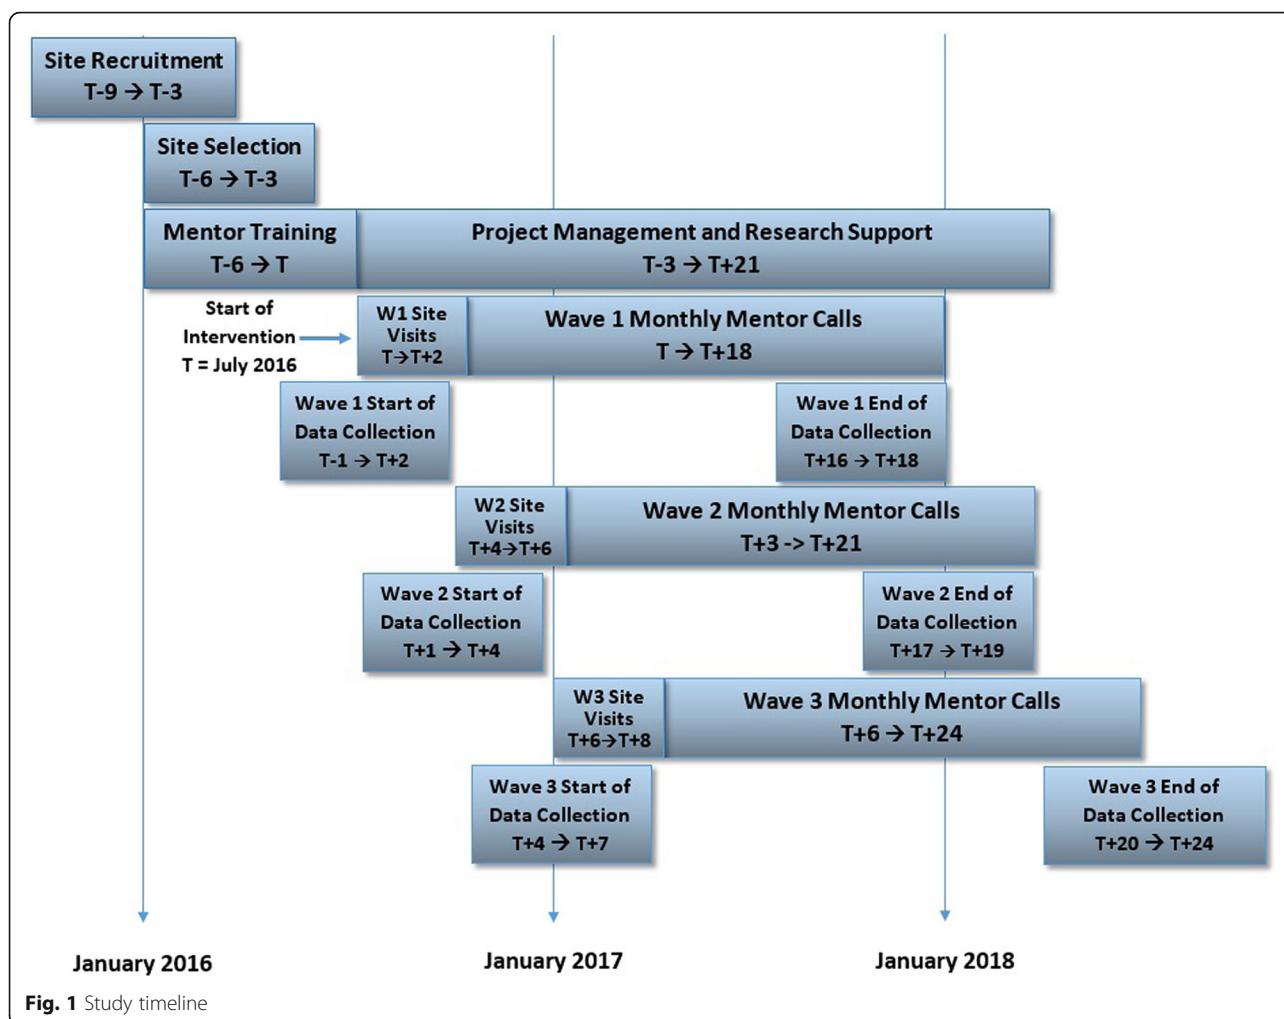 Site Recruitment
T-9 → T-3
Site Selection
T-6 → T-3
Mentor Training
T-6 → T
Project Management and Research Support
T-3 → T+21
Start of
Intervention
T = July 2016
W1 Site
Visits
T→T+2
Wave 1 Monthly Mentor Calls
T → T+18
Wave 1 Start of
Data Collection
T-1 → T+2
Wave 1 End of
Data Collection
T+16 → T+18
W2 Site
Visits
T+4→T+6
Wave 2 Monthly Mentor Calls
T+3 -> T+21
Wave 2 Start of
Data Collection
T+1 → T+4
Wave 2 End of
Data Collection
T+17 → T+19
W3 Site
Visits
T+6→T+8
Wave 3 Monthly Mentor Calls
T+6 → T+24
Wave 3 Start of
Data Collection
T+4 → T+7
Wave 3 End of
Data Collection
T+20 → T+24
January 2016
January 2017
January 2018
Fig. 1 Study timeline